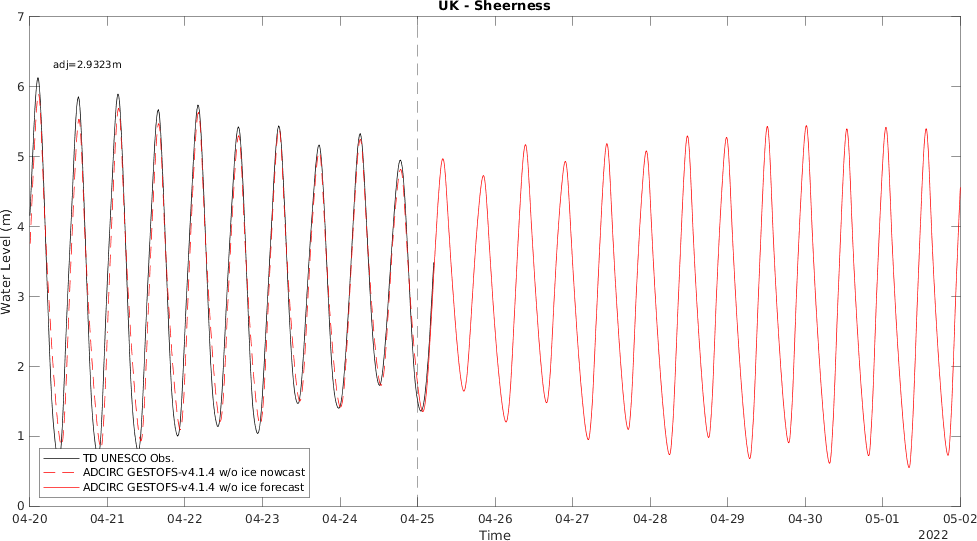 UK - Sheerness
adj=2.9323m
Water Level (m)
7
6
5
4
3
2
1
0
TD UNESCO Obs.
ADCIRC GESTOFS-v4.1.4 w/o ice nowcast
ADCIRC GESTOFS-v4.1.4 w/o ice forecast
04-20 04-21 04-22 04-23 04-24 04-25 04-26 04-27 04-28 04-29 04-30 05-01 05-02
Time
2022